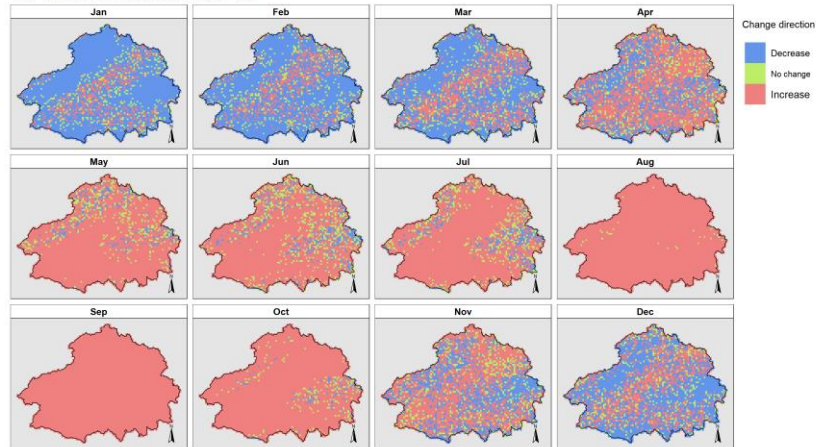 Jan Feb Mar Apr
Change direction
Decrease
No change
Increase
May Jun Jul Aug
Sep Oct Nov Dec